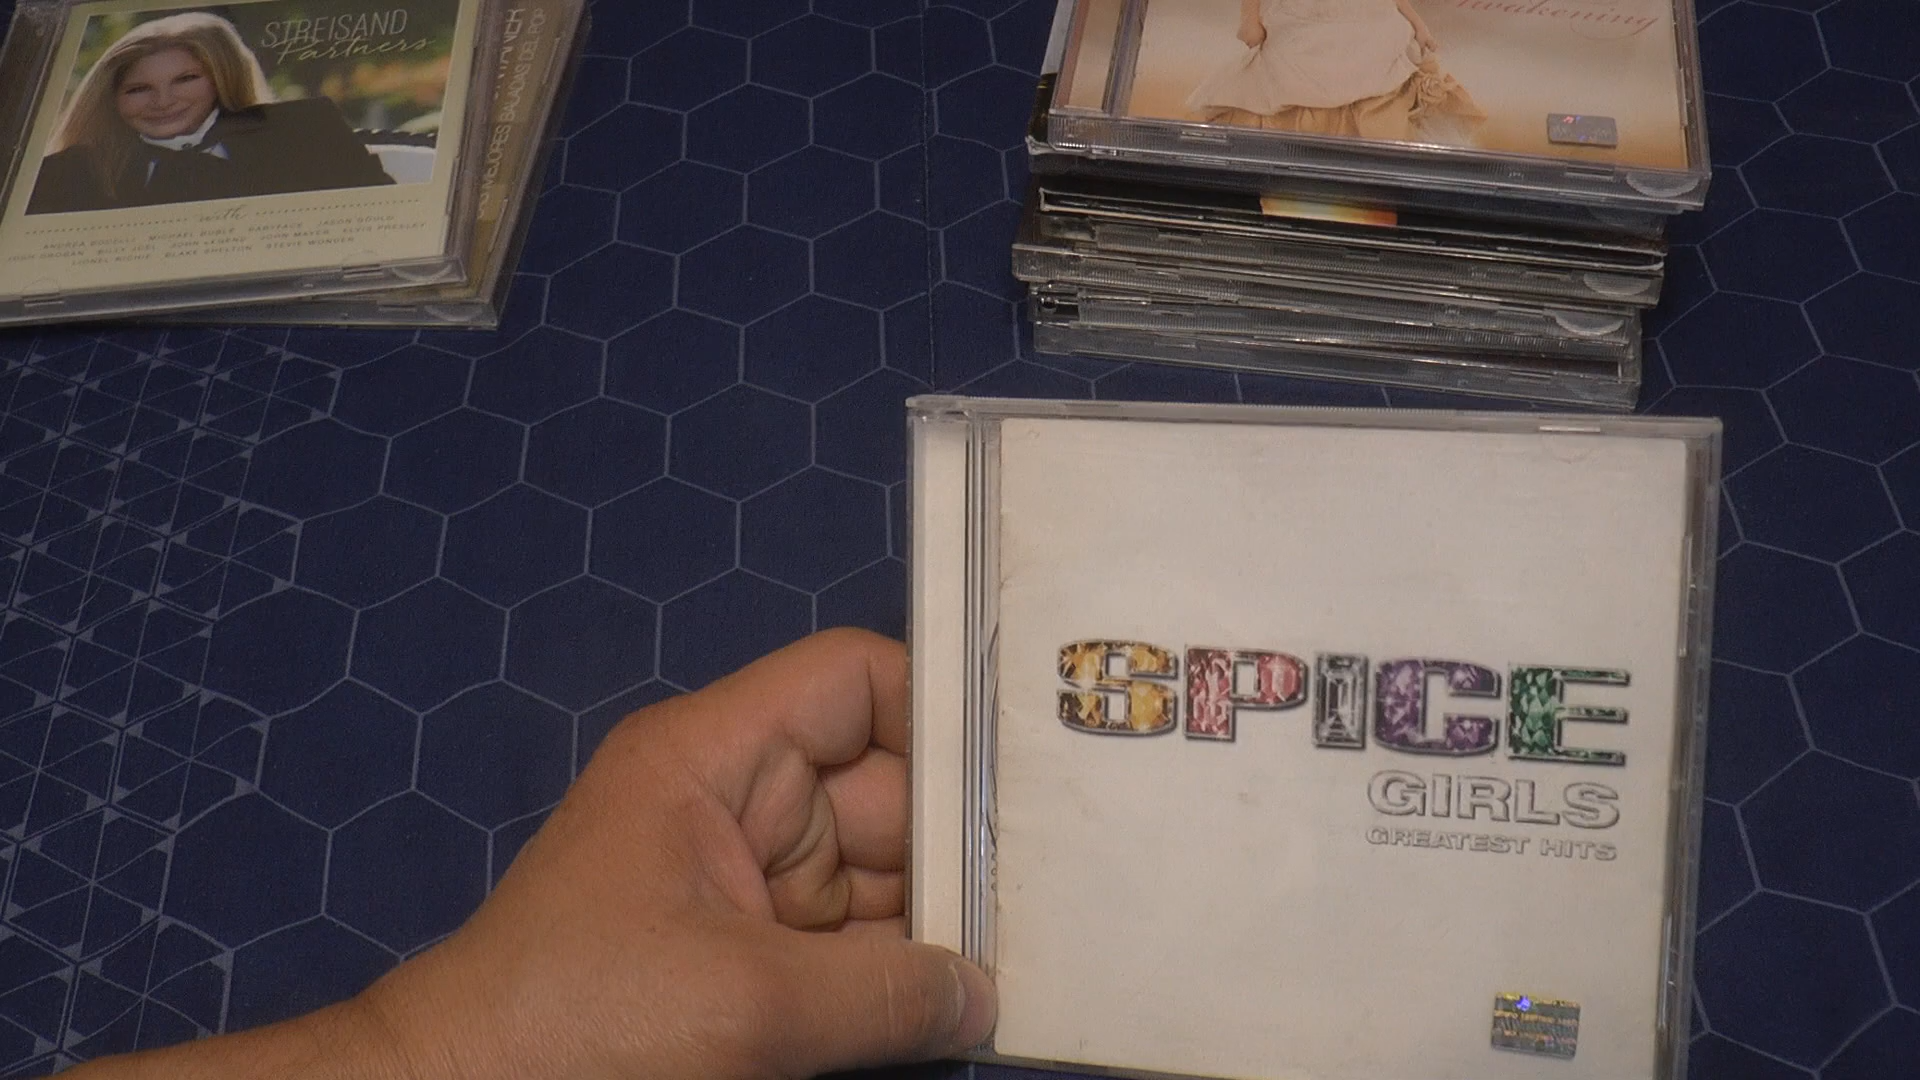 STREISAND
Partners
with
ANDREA BOCELLI MICHAEL BUBLÉ BABYFACE JASON GOULD
JOSH GROBAN BILLY JOEL JOHN LEGEND JOHN MAYER ELVIS PRESLEY
LIONEL RICHIE BLAKE SHELTON STEVIE WONDER
MEJORES BALADAS DEL POP
Awakening
SPICE
GIRLS
GREATEST HITS